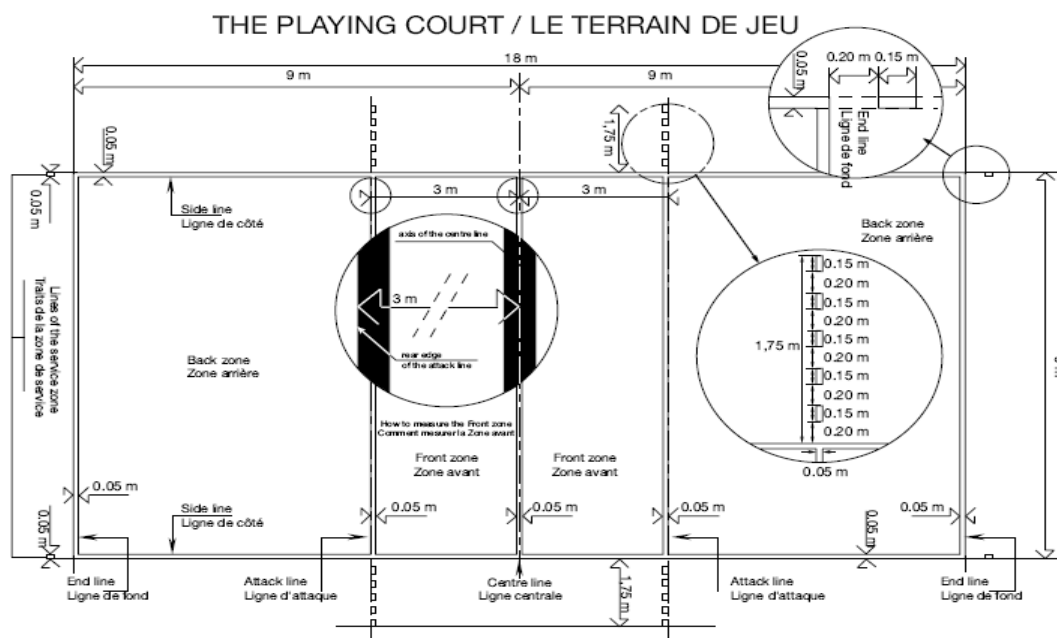 THE PLAYING COURT / LE TERRAIN DE JEU
18 m
9 m
9 m
0.05 m
0.20 m
0.15 m
End line
Ligne de fond
0.05 m
1,75 m
0.05 m
3 m
3 m
Side line
Ligne de côté
Back zone
Zone arrière
axis of the centre line
3 m
rear edge
of the attack line
0.15 m
0.20 m
0.15 m
0.20 m
1,75 m
0.15 m
0.20 m
0.15 m
0.20 m
0.15 m
0.20 m
0.05 m
Lines of the service zone
Traits de la zone de service
Back zone
Zone arrière
How to measure the Front zone
Comment mesurer la Zone avant
Front zone
Zone avant
Front zone
Zone avant
0.05 m
0.05 m
0.05 m
0.05 m
0.05 m
Side line
Ligne de côté
0.05 m
0.05 m
End line
Ligne de fond
Attack line
Ligne d'attaque
Centre line
Ligne centrale
1,75 m
Attack line
Ligne d'attaque
End line
Ligne de fond